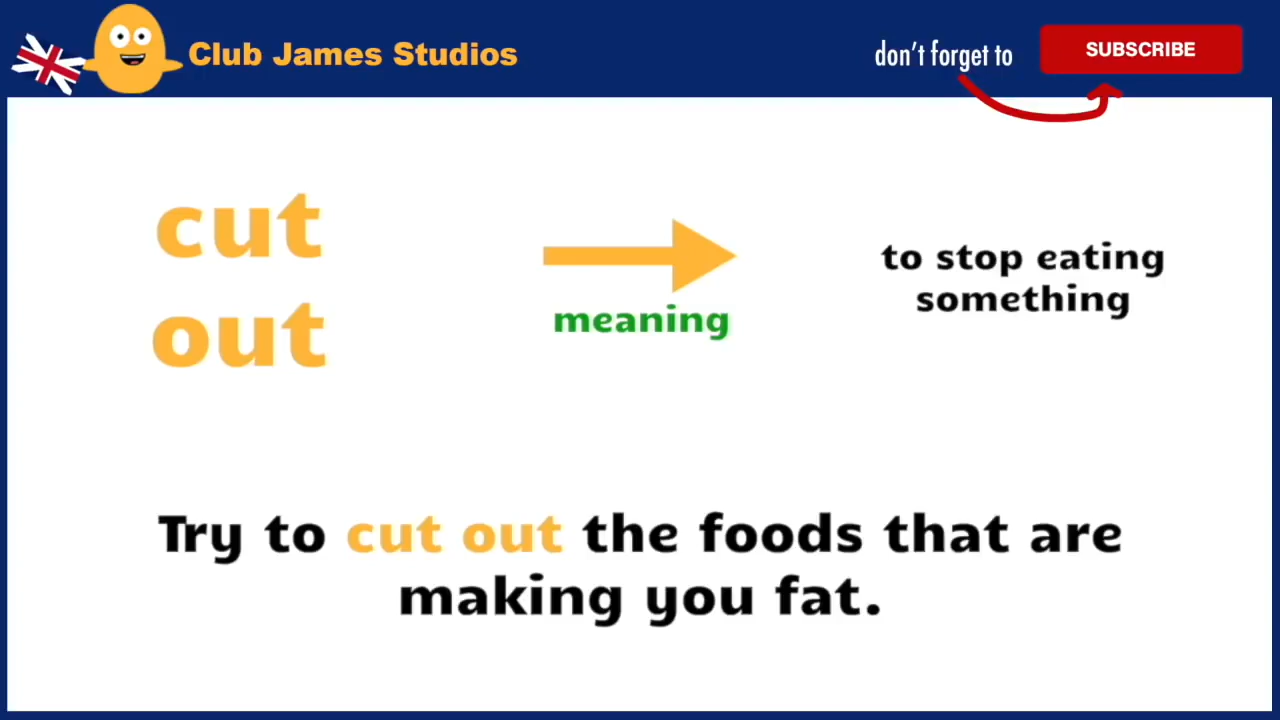 Club James Studios
don't forget to
SUBSCRIBE
cut
out
meaning
to stop eating
something
Try to cut out the foods that are
making you fat.